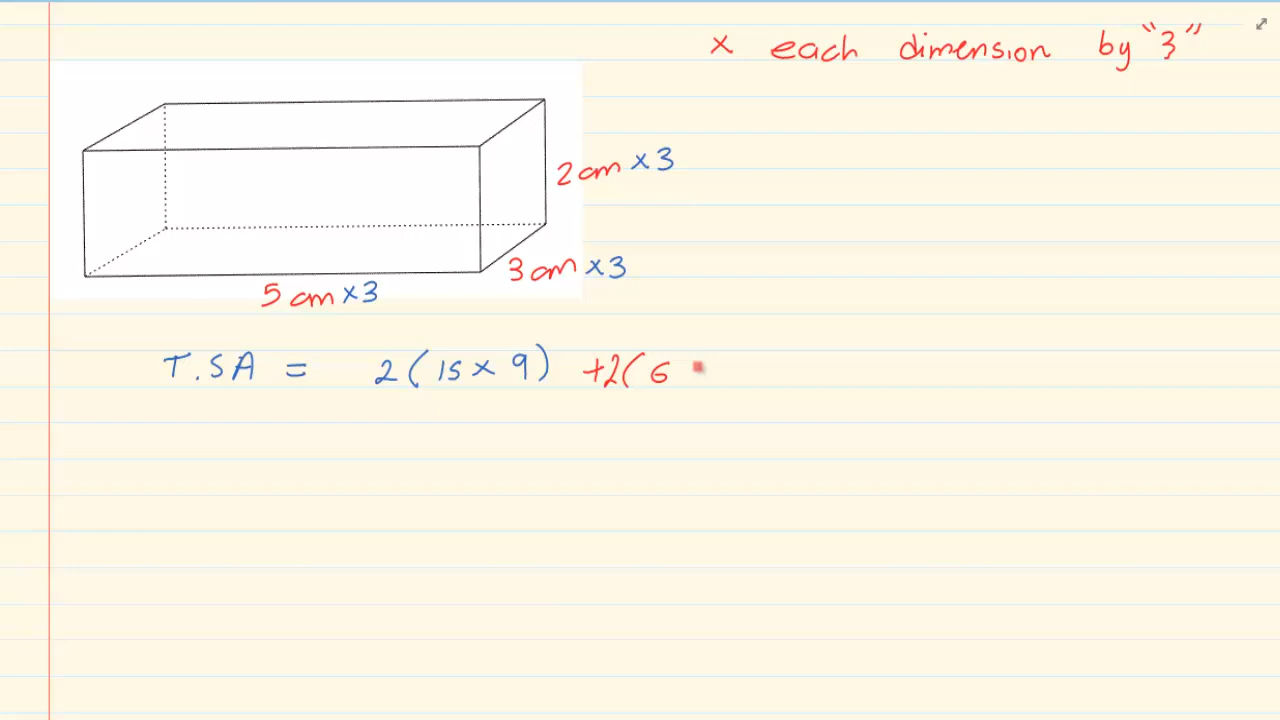 x each dimension by "3"
2 cm x 3
3 cm x 3
5 cm x 3
T.SA = 2 ( 15 x 9 ) +2( 6